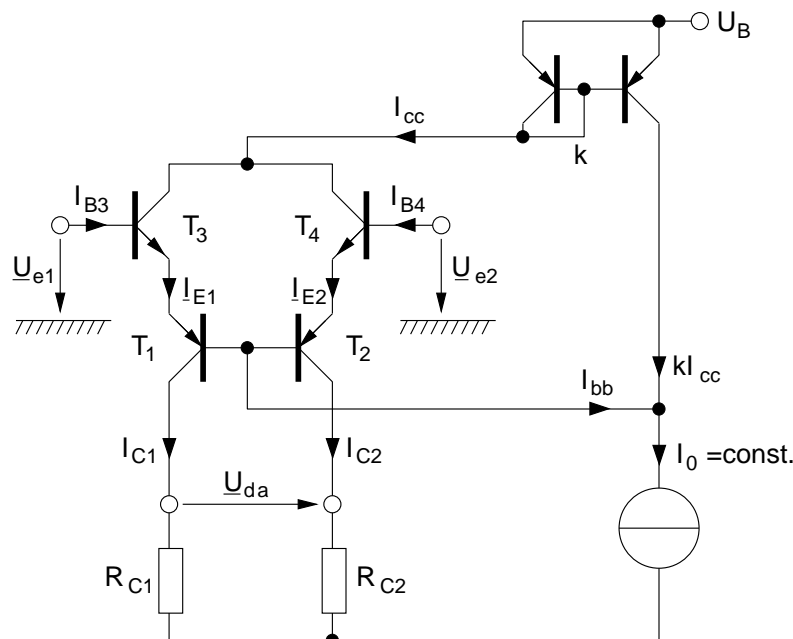 U_B
I_cc
k
I_B3
T_3
T_4
I_B4
U_e1
I_E1
I_E2
U_e2
T_1
T_2
kI_cc
I_bb
I_C1
I_C2
I_0 =const.
U_da
R_C1
R_C2